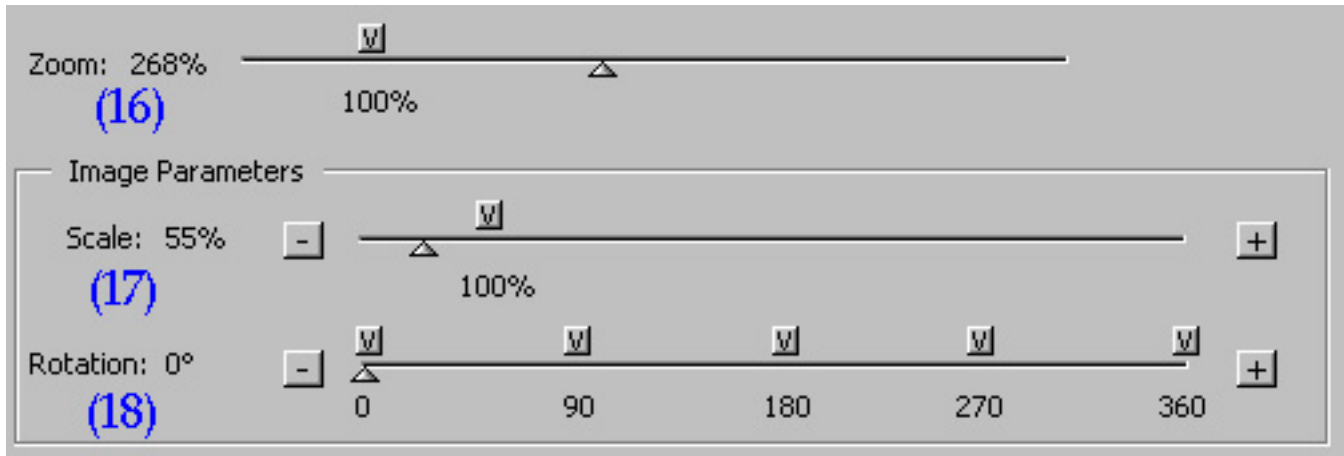 V
Zoom: 268%
(16) 100%
Image Parameters
V
Scale: 55% - +
(17) 100%
V V V V V
Rotation: 0° - +
(18) 0 90 180 270 360